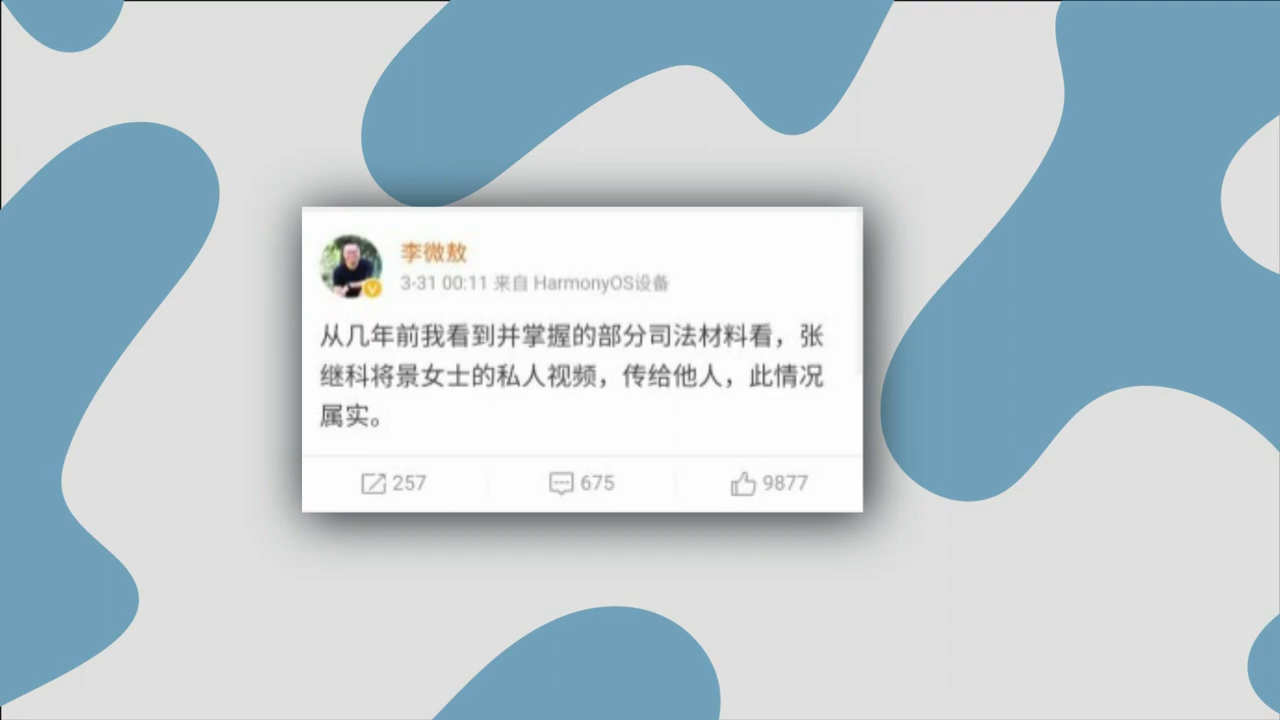 李微敖
3-31 00:11 来自 HarmonyOS设备
从几年前我看到并掌握的部分司法材料看，张
继科将景女士的私人视频，传给他人，此情况
属实。
257 675 9877